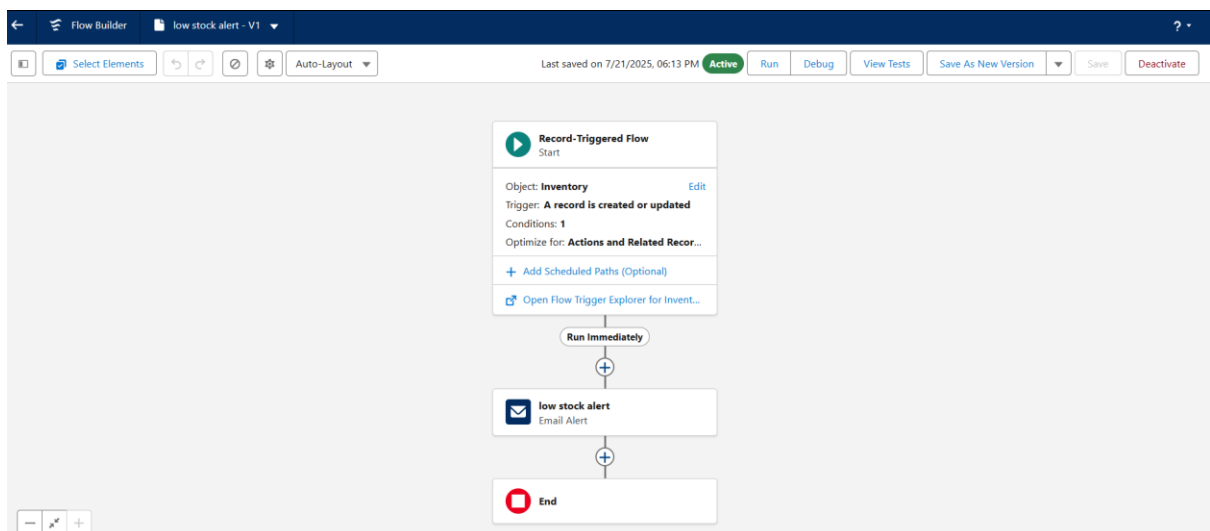 Flow Builder
low stock alert - V1
?
Select Elements
Auto-Layout
Last saved on 7/21/2025, 06:13 PM
Active
Run
Debug
View Tests
Save As New Version
Save
Deactivate
Record-Triggered Flow
Start
Object: Inventory
Edit
Trigger: A record is created or updated
Conditions: 1
Optimize for: Actions and Related Recor...
+ Add Scheduled Paths (Optional)
Open Flow Trigger Explorer for Invent...
Run Immediately
low stock alert
Email Alert
End